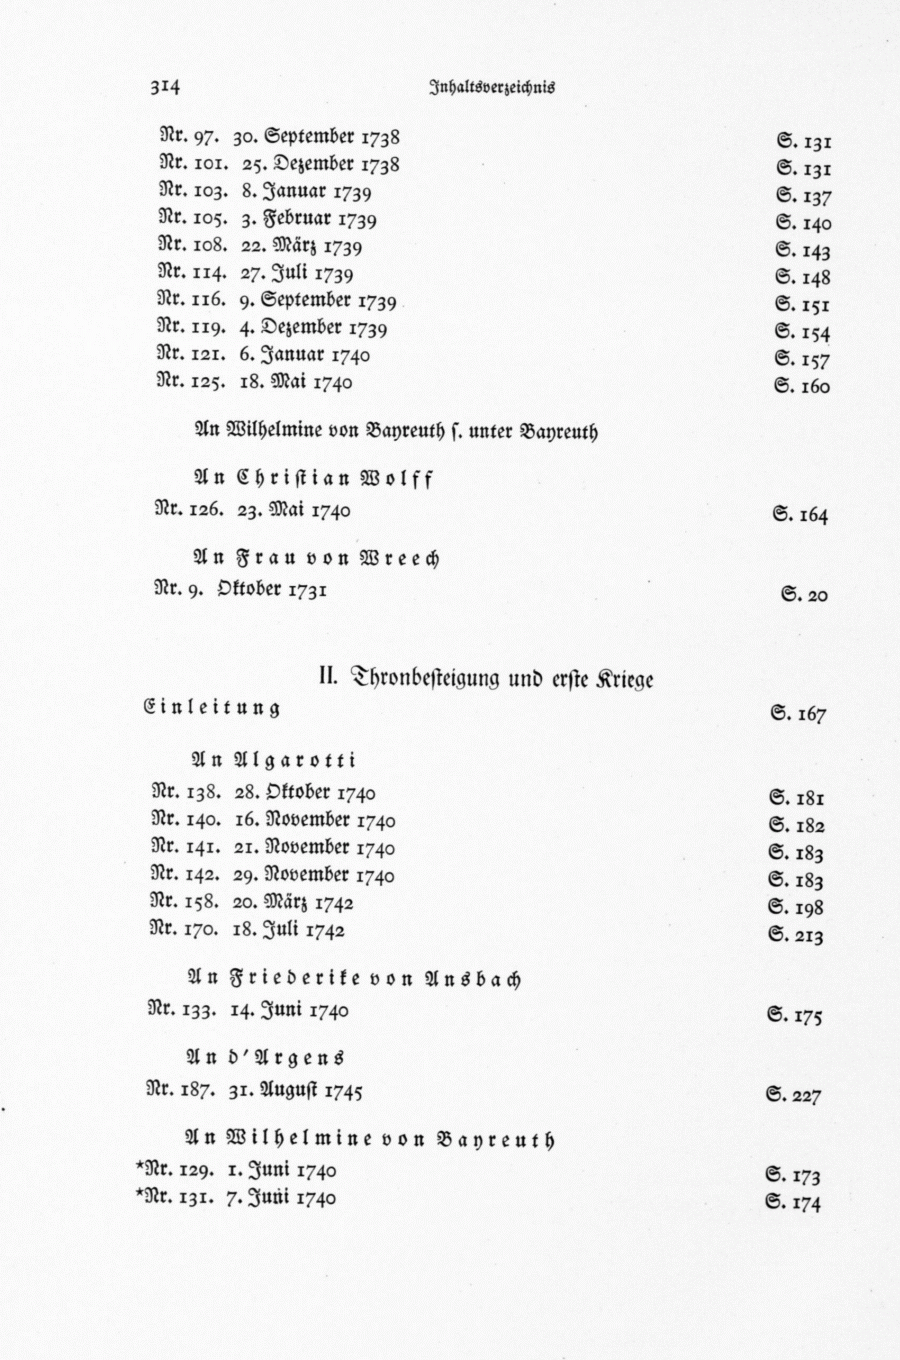 314 Inhaltsverzeichnis
Nr. 97. 30. September 1738 S. 131
Nr. 101. 25. Dezember 1738 S. 131
Nr. 103. 8. Januar 1739 S. 137
Nr. 105. 3. Februar 1739 S. 140
Nr. 108. 22. März 1739 S. 143
Nr. 114. 27. Juli 1739 S. 148
Nr. 116. 9. September 1739 S. 151
Nr. 119. 4. Dezember 1739 S. 154
Nr. 121. 6. Januar 1740 S. 157
Nr. 125. 18. Mai 1740 S. 160
An Wilhelmine von Bayreuth s. unter Bayreuth
An Christian Wolff
Nr. 126. 23. Mai 1740 S. 164
An Frau von Wreech
Nr. 9. Oktober 1731 S. 20
II. Thronbesteigung und erste Kriege
Einleitung S. 167
An Algarotti
Nr. 138. 28. Oktober 1740 S. 181
Nr. 140. 16. November 1740 S. 182
Nr. 141. 21. November 1740 S. 183
Nr. 142. 29. November 1740 S. 183
Nr. 158. 20. März 1742 S. 198
Nr. 170. 18. Juli 1742 S. 213
An Friederike von Ansbach
Nr. 133. 14. Juni 1740 S. 175
An d'Argens
Nr. 187. 31. August 1745 S. 227
An Wilhelmine von Bayreuth
*Nr. 129. 1. Juni 1740 S. 173
*Nr. 131. 7. Juni 1740 S. 174